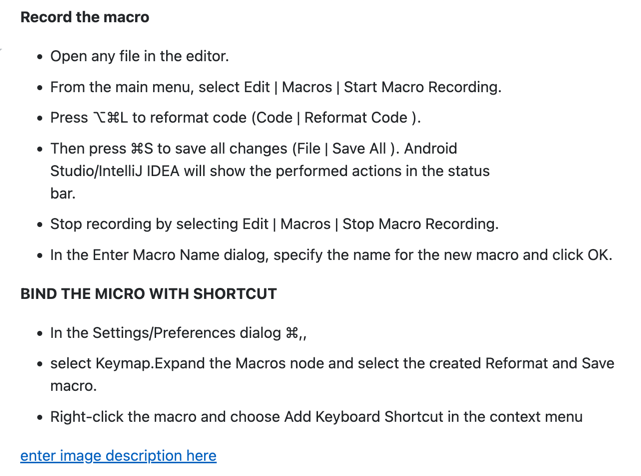 Record the macro
• Open any file in the editor.
• From the main menu, select Edit | Macros | Start Macro Recording.
• Press ⌥⌘L to reformat code (Code | Reformat Code ).
• Then press ⌘S to save all changes (File | Save All ). Android
Studio/IntelliJ IDEA will show the performed actions in the status
bar.
• Stop recording by selecting Edit | Macros | Stop Macro Recording.
• In the Enter Macro Name dialog, specify the name for the new macro and click OK.
BIND THE MICRO WITH SHORTCUT
• In the Settings/Preferences dialog ⌘,,
• select Keymap.Expand the Macros node and select the created Reformat and Save
macro.
• Right-click the macro and choose Add Keyboard Shortcut in the context menu
enter image description here